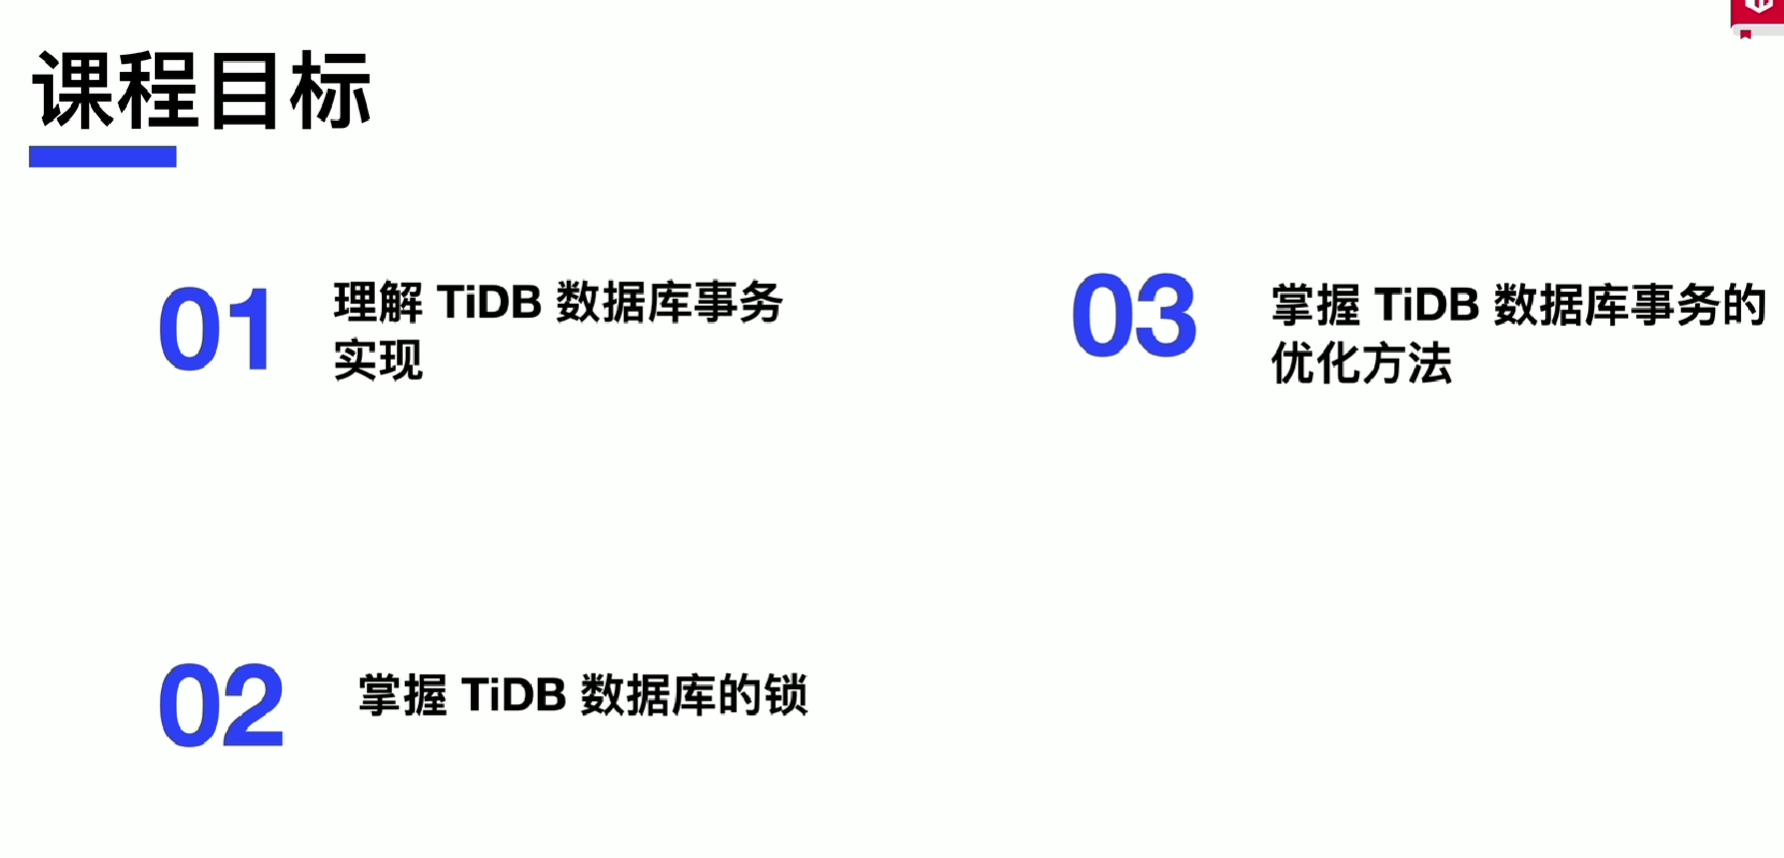 课程目标
01
理解 TiDB 数据库事务
实现
02
掌握 TiDB 数据库的锁
03
掌握 TiDB 数据库事务的
优化方法